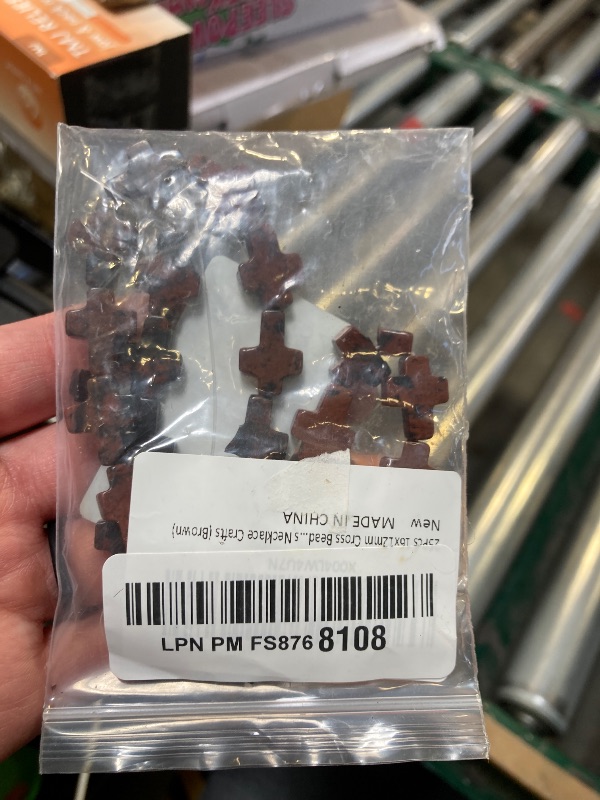 25Pcs 16x12mm Cross Bead...s Necklace Crafts (Brown)
New MADE IN CHINA
LPN PM FS876 8108